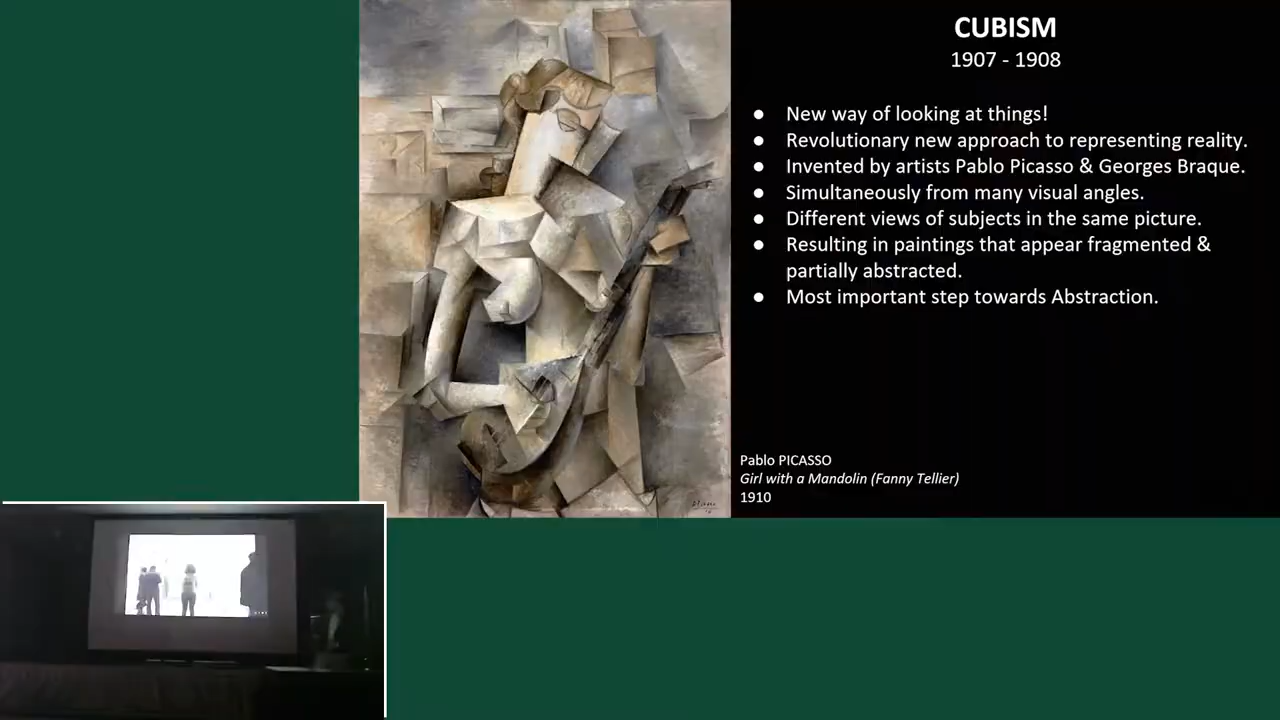 CUBISM
1907 - 1908
● New way of looking at things!
● Revolutionary new approach to representing reality.
● Invented by artists Pablo Picasso & Georges Braque.
● Simultaneously from many visual angles.
● Different views of subjects in the same picture.
● Resulting in paintings that appear fragmented &
partially abstracted.
● Most important step towards Abstraction.
Pablo PICASSO
Girl with a Mandolin (Fanny Tellier)
1910